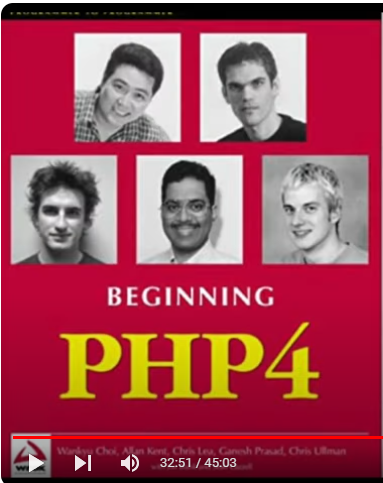 BEGINNING
PHP4
Wankyu Choi, Allan Kent, Chris Lea, Ganesh Prasad, Chris Ullman
32:51 / 45:03